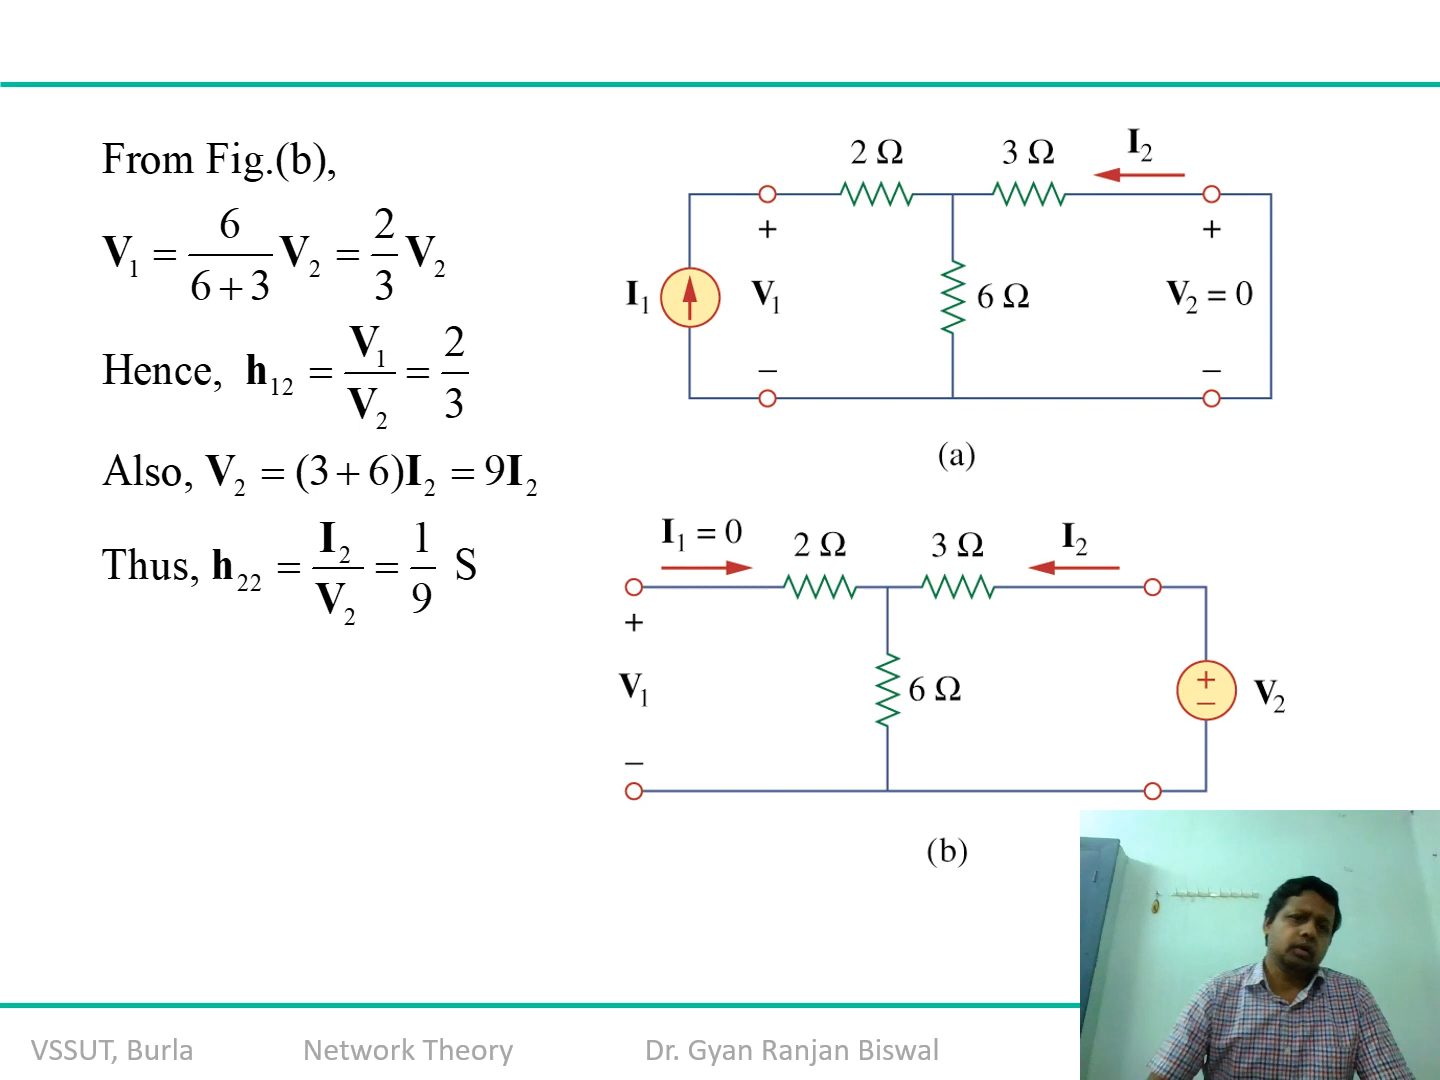 From Fig.(b),
V₁ = 6/(6+3) V₂ = 2/3 V₂
Hence, h₁₂ = V₁/V₂ = 2/3
Also, V₂ = (3+6)I₂ = 9I₂
Thus, h₂₂ = I₂/V₂ = 1/9 S
2 Ω 3 Ω I₂
+ +
I₁ V₁ 6 Ω V₂ = 0
– –
(a)
I₁ = 0 2 Ω 3 Ω I₂
+
V₁ 6 Ω + – V₂
–
(b)
VSSUT, Burla Network Theory Dr. Gyan Ranjan Biswal